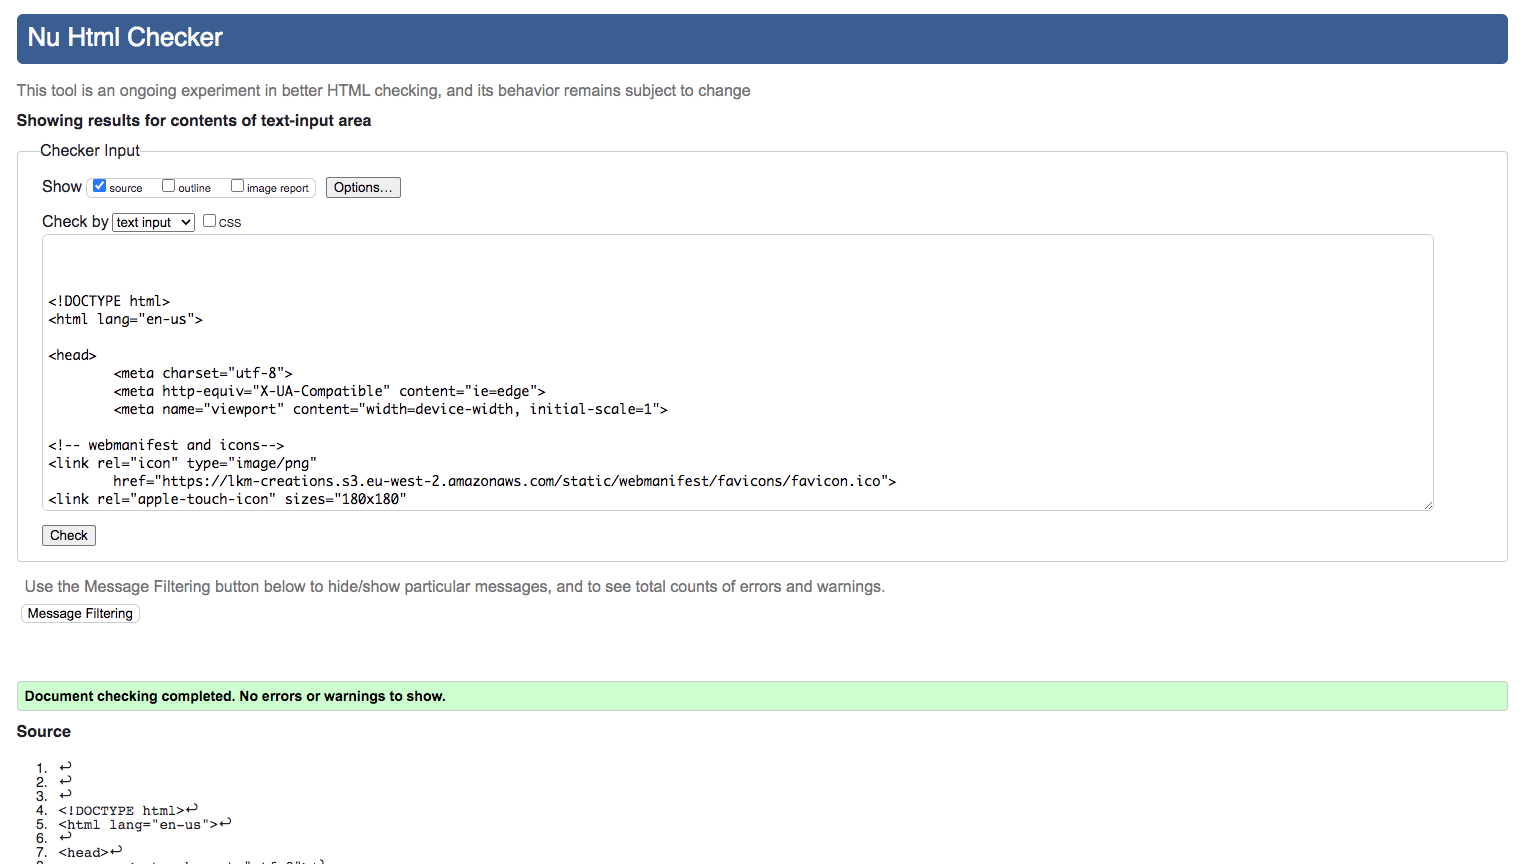 Nu Html Checker
This tool is an ongoing experiment in better HTML checking, and its behavior remains subject to change
Showing results for contents of text-input area
Checker Input
Show source outline image report Options...
Check by text input CSS
<!DOCTYPE html>
<html lang="en-us">
<head>
<meta charset="utf-8">
<meta http-equiv="X-UA-Compatible" content="ie=edge">
<meta name="viewport" content="width=device-width, initial-scale=1">
<!-- webmanifest and icons-->
<link rel="icon" type="image/png"
href="https://lkm-creations.s3.eu-west-2.amazonaws.com/static/webmanifest/favicons/favicon.ico">
<link rel="apple-touch-icon" sizes="180x180"
Check
Use the Message Filtering button below to hide/show particular messages, and to see total counts of errors and warnings.
Message Filtering
Document checking completed. No errors or warnings to show.
Source
1. ↩
2. ↩
3. ↩
4. <!DOCTYPE html>↩
5. <html lang="en-us">↩
6. ↩
7. <head>↩